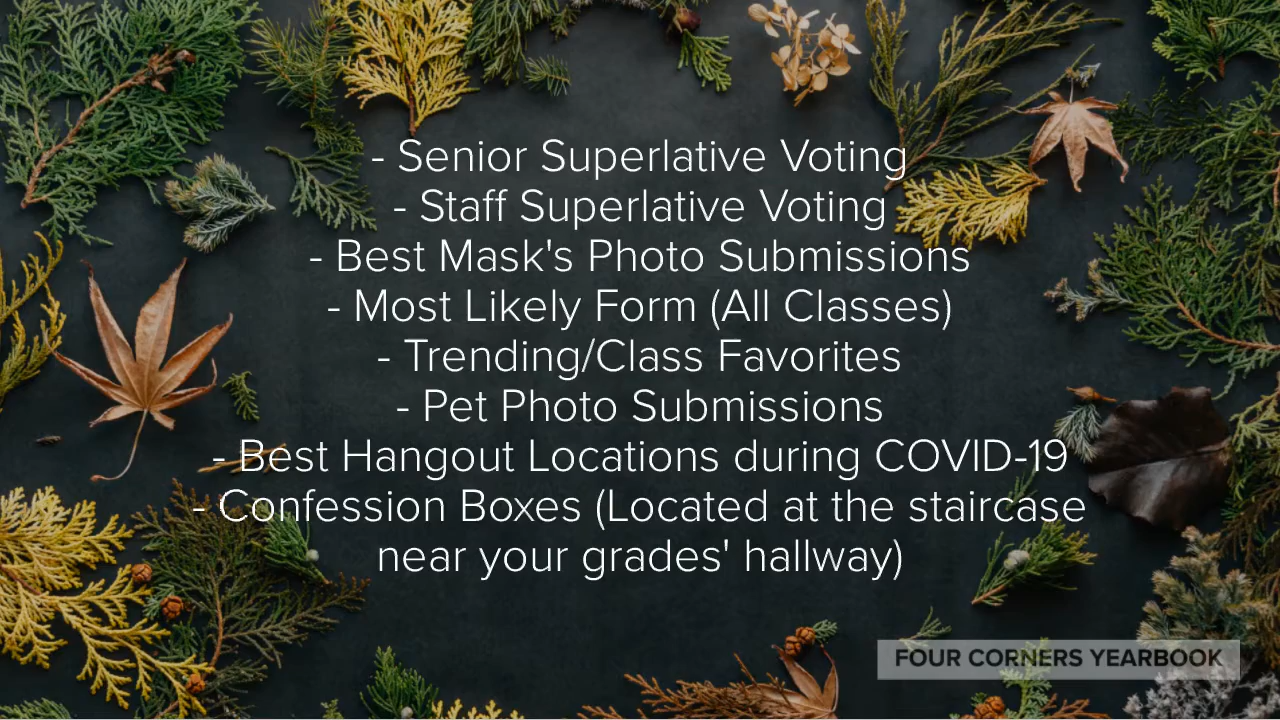 - Senior Superlative Voting
- Staff Superlative Voting
- Best Mask's Photo Submissions
- Most Likely Form (All Classes)
- Trending/Class Favorites
- Pet Photo Submissions
- Best Hangout Locations during COVID-19
- Confession Boxes (Located at the staircase
near your grades' hallway)
FOUR CORNERS YEARBOOK